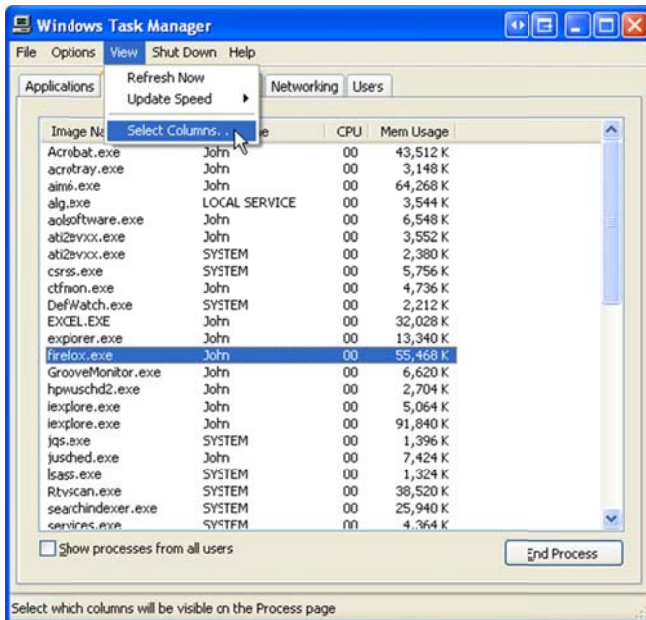 Windows Task Manager
File Options View Shut Down Help
Refresh Now
Update Speed
Select Columns...
Applications Networking Users
Image Na CPU Mem Usage
Acrobat.exe John 00 43,512 K
acrotray.exe John 00 3,148 K
aim6.exe John 00 64,268 K
alg.exe LOCAL SERVICE 00 3,544 K
aolsoftware.exe John 00 6,548 K
ati2evxx.exe John 00 3,552 K
ati2evxx.exe SYSTEM 00 2,380 K
csrss.exe SYSTEM 00 5,756 K
ctfmon.exe John 00 4,736 K
DefWatch.exe SYSTEM 00 2,212 K
EXCEL.EXE John 00 32,028 K
explorer.exe John 00 13,340 K
firefox.exe John 00 55,468 K
GrooveMonitor.exe John 00 6,620 K
hpwuschd2.exe John 00 2,704 K
iexplore.exe John 00 5,064 K
iexplore.exe John 00 91,840 K
jqs.exe SYSTEM 00 1,396 K
jusched.exe John 00 7,424 K
lsass.exe SYSTEM 00 1,324 K
Rtvscan.exe SYSTEM 00 38,520 K
searchindexer.exe SYSTEM 00 25,940 K
services.exe SYSTEM 00 4,364 K
Show processes from all users
End Process
Select which columns will be visible on the Process page